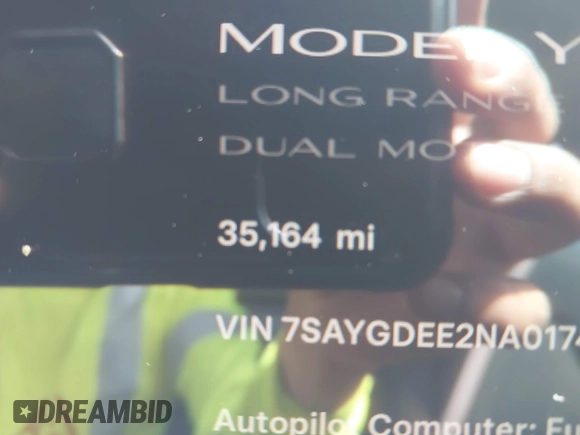 MODEL Y
LONG RANGE
DUAL MO
35,164 mi
VIN 7SAYGDEE2NA0174
Autopilot Computer: Fu
DREAMBID